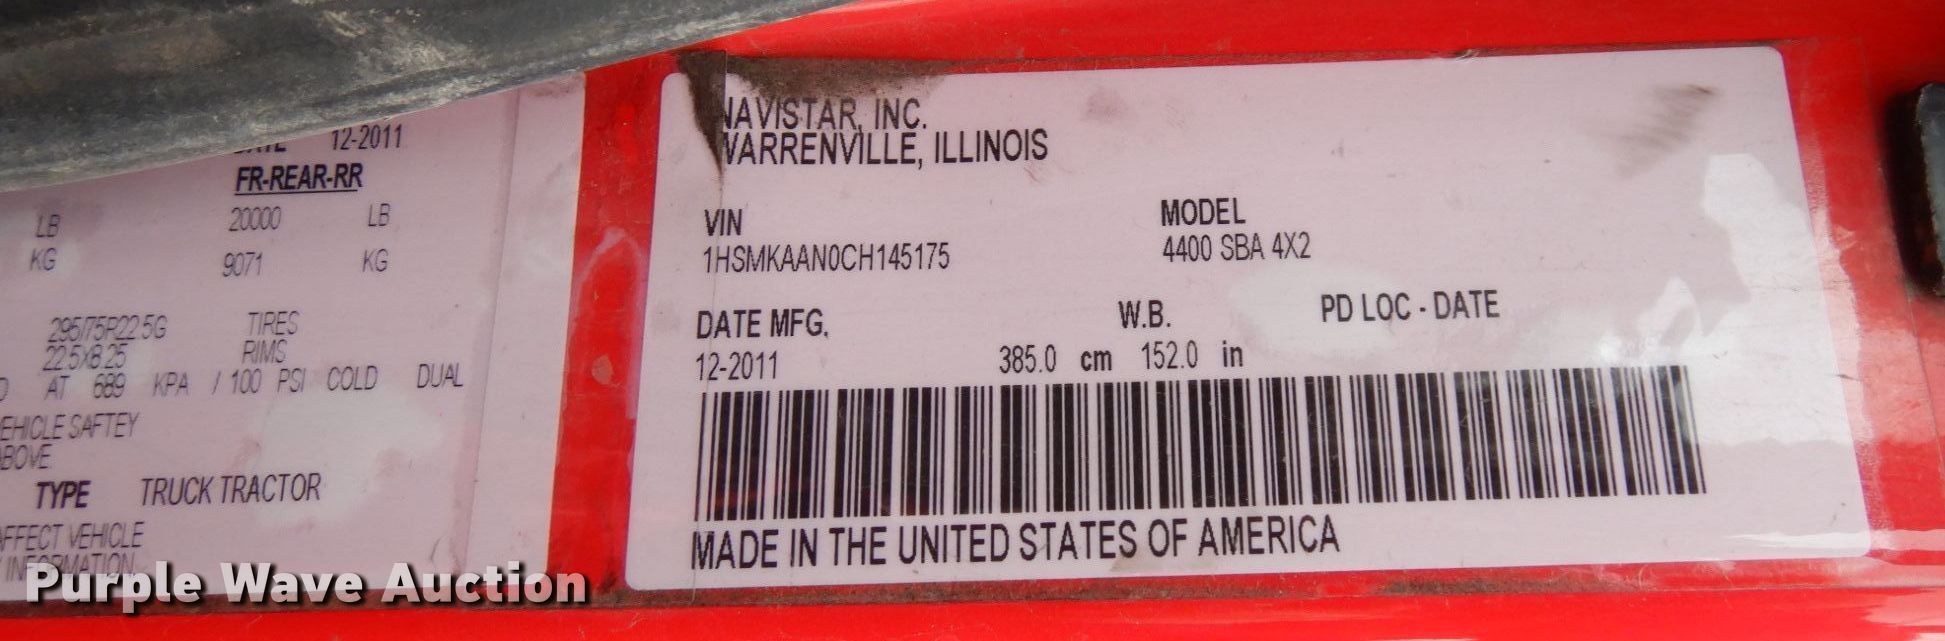 12-2011
FR-REAR-RR
LB 20000 LB
KG 9071 KG
295/75R22.5G TIRES
22.5X8.25 RIMS
AT 689 KPA / 100 PSI COLD DUAL
EHICLE SAFTEY
ABOVE
TYPE TRUCK TRACTOR
AFFECT VEHICLE
INFORMATION
NAVISTAR, INC.
WARRENVILLE, ILLINOIS
VIN MODEL
1HSMKAAN0CH145175 4400 SBA 4X2
DATE MFG. W.B. PD LOC - DATE
12-2011 385.0 cm 152.0 in
MADE IN THE UNITED STATES OF AMERICA
Purple Wave Auction